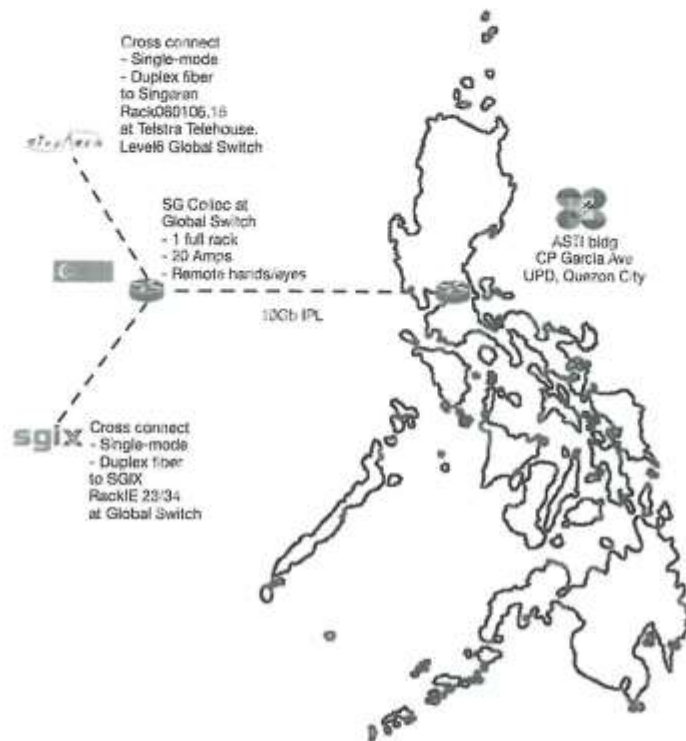 Cross connect
- Single-mode
- Duplex fiber
to Singaren
Rack060106.16
at Telstra Telehouse,
Level6 Global Switch
SG Colloc at
Global Switch
- 1 full rack
- 20 Amps
- Remote hands/eyes
10Gb IPL
ASTI bldg
CP Garcia Ave
UPD, Quezon City
sgix
Cross connect
- Single-mode
- Duplex fiber
to SGIX
RackIE 23/34
at Global Switch